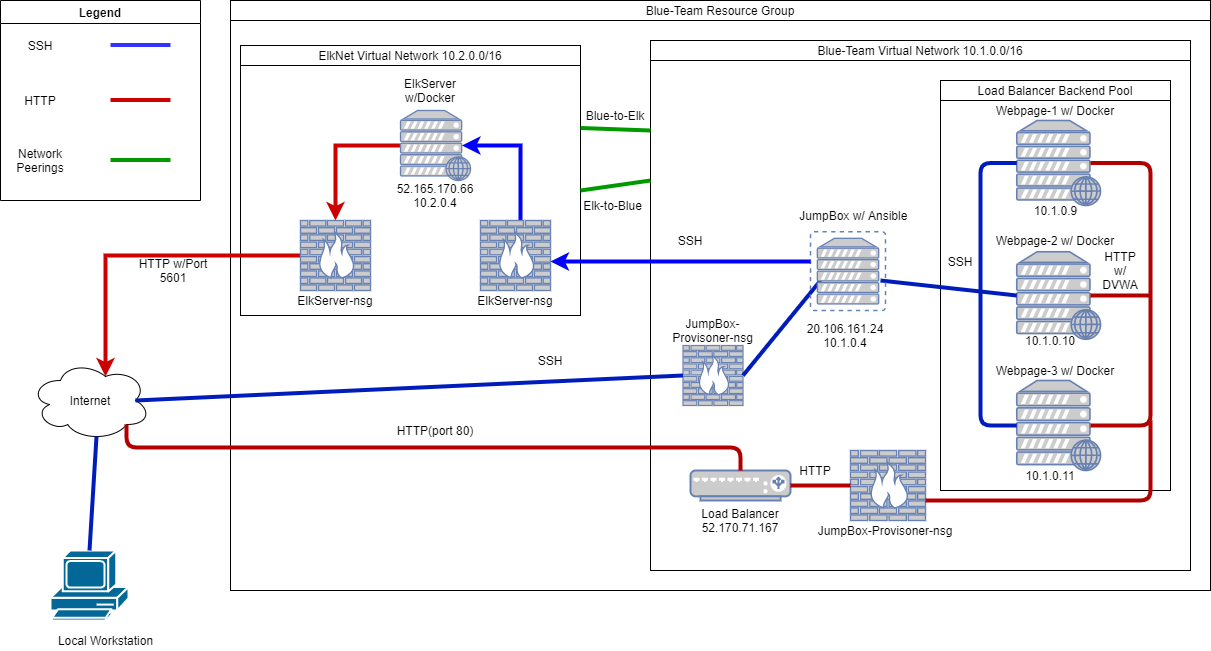 Legend
SSH
HTTP
Network
Peerings
Blue-Team Resource Group
ElkNet Virtual Network 10.2.0.0/16
ElkServer
w/Docker
52.165.170.66
10.2.0.4
ElkServer-nsg
ElkServer-nsg
HTTP w/Port
5601
Blue-to-Elk
Elk-to-Blue
Blue-Team Virtual Network 10.1.0.0/16
Load Balancer Backend Pool
Webpage-1 w/ Docker
10.1.0.9
Webpage-2 w/ Docker
10.1.0.10
Webpage-3 w/ Docker
10.1.0.11
SSH
HTTP
w/
DVWA
JumpBox w/ Ansible
20.106.161.24
10.1.0.4
SSH
JumpBox-
Provisoner-nsg
SSH
Internet
HTTP(port 80)
HTTP
Load Balancer
52.170.71.167
JumpBox-Provisoner-nsg
Local Workstation